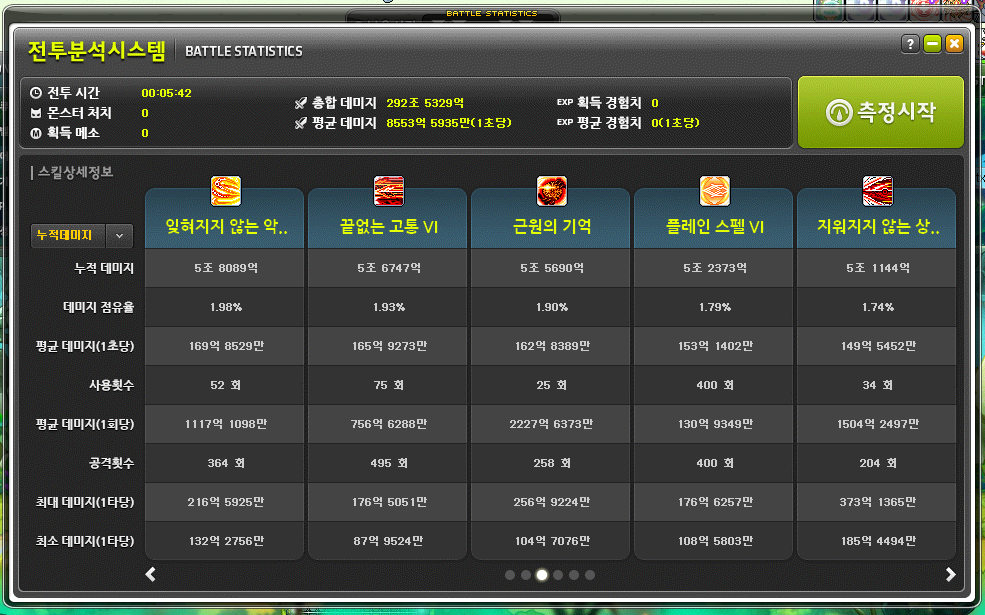 BATTLE STATISTICS
전투분석시스템 BATTLE STATISTICS
?
전투 시간 00:05:42
몬스터 처치 0
획득 메소 0
총합 데미지 292조 5329억
평균 데미지 8553억 5935만(1초당)
EXP 획득 경험치 0
EXP 평균 경험치 0(1초당)
측정시작
스킬상세정보
누적데미지
잊혀지지 않는 악.. 끝없는 고통 VI 근원의 기억 플레인 스펠 VI 지워지지 않는 상..
누적 데미지 5조 8089억 5조 6747억 5조 5690억 5조 2373억 5조 1144억
데미지 점유율 1.98% 1.93% 1.90% 1.79% 1.74%
평균 데미지(1초당) 169억 8529만 165억 9273만 162억 8389만 153억 1402만 149억 5452만
사용횟수 52 회 75 회 25 회 400 회 34 회
평균 데미지(1회당) 1117억 1098만 756억 6288만 2227억 6373만 130억 9349만 1504억 2497만
공격횟수 364 회 495 회 258 회 400 회 204 회
최대 데미지(1타당) 216억 5925만 176억 5051만 256억 9224만 176억 6257만 373억 1365만
최소 데미지(1타당) 132억 2756만 87억 9524만 104억 7076만 108억 5803만 185억 4494만